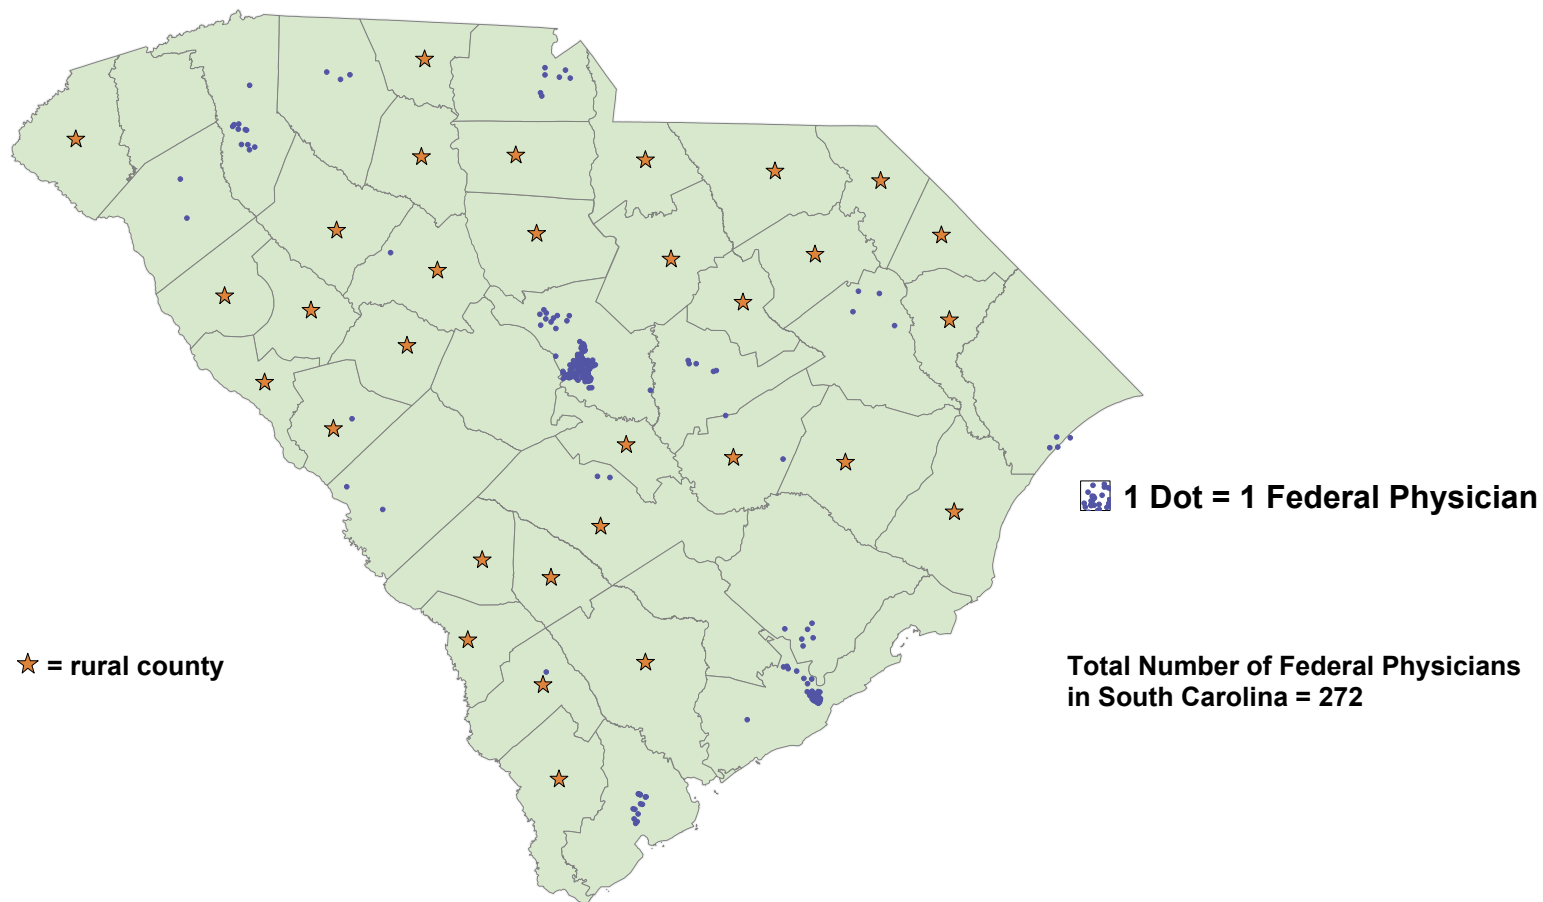 1 Dot = 1 Federal Physician
= rural county
Total Number of Federal Physicians
in South Carolina = 272